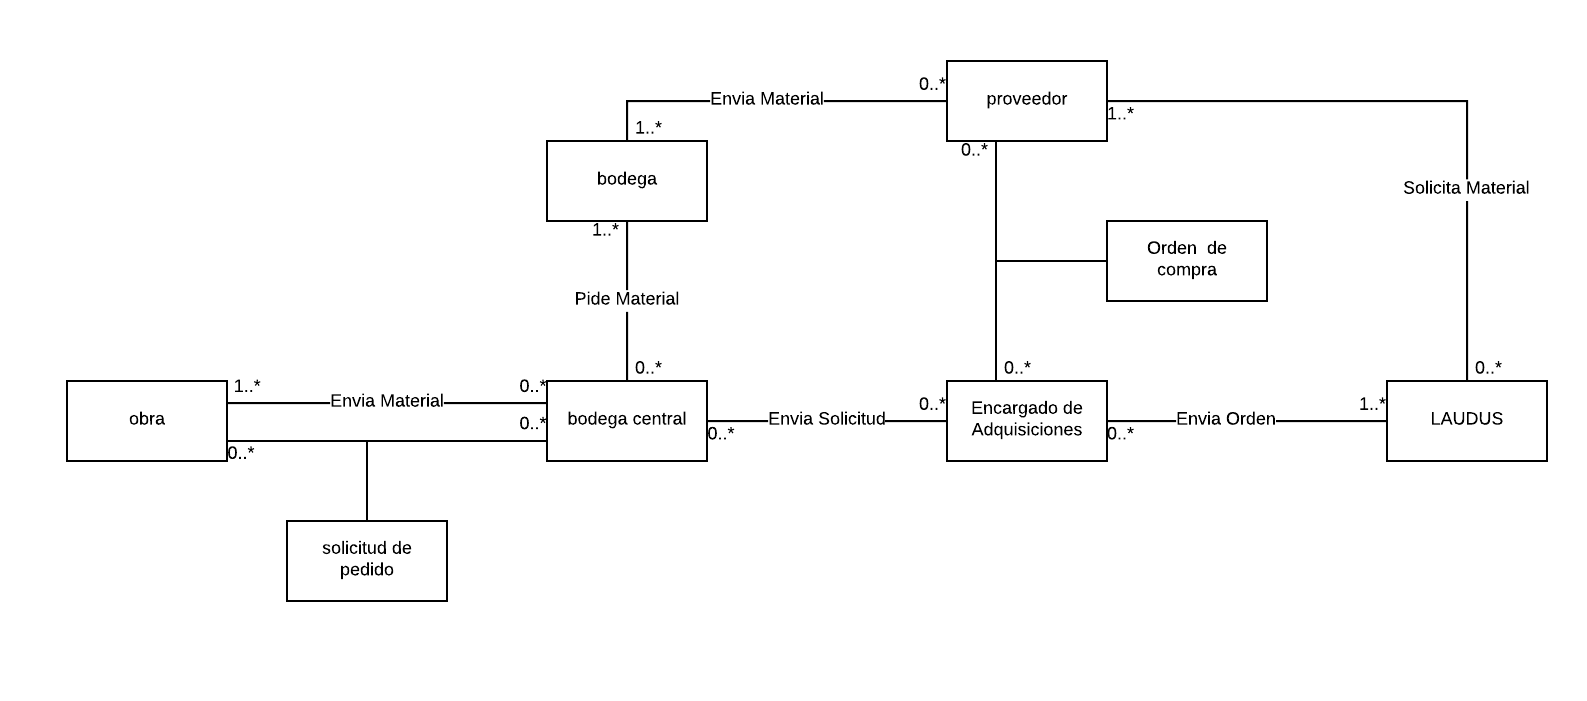 Envia Material
0..*
proveedor
1..*
1..*
0..*
bodega
Solicita Material
1..*
Orden de
compra
Pide Material
0..*
0..*
0..*
1..*
Envia Material
0..*
obra
0..*
0..*
bodega central
0..*
Envia Solicitud
0..*
Encargado de
Adquisiciones
0..*
Envia Orden
1..*
LAUDUS
solicitud de
pedido